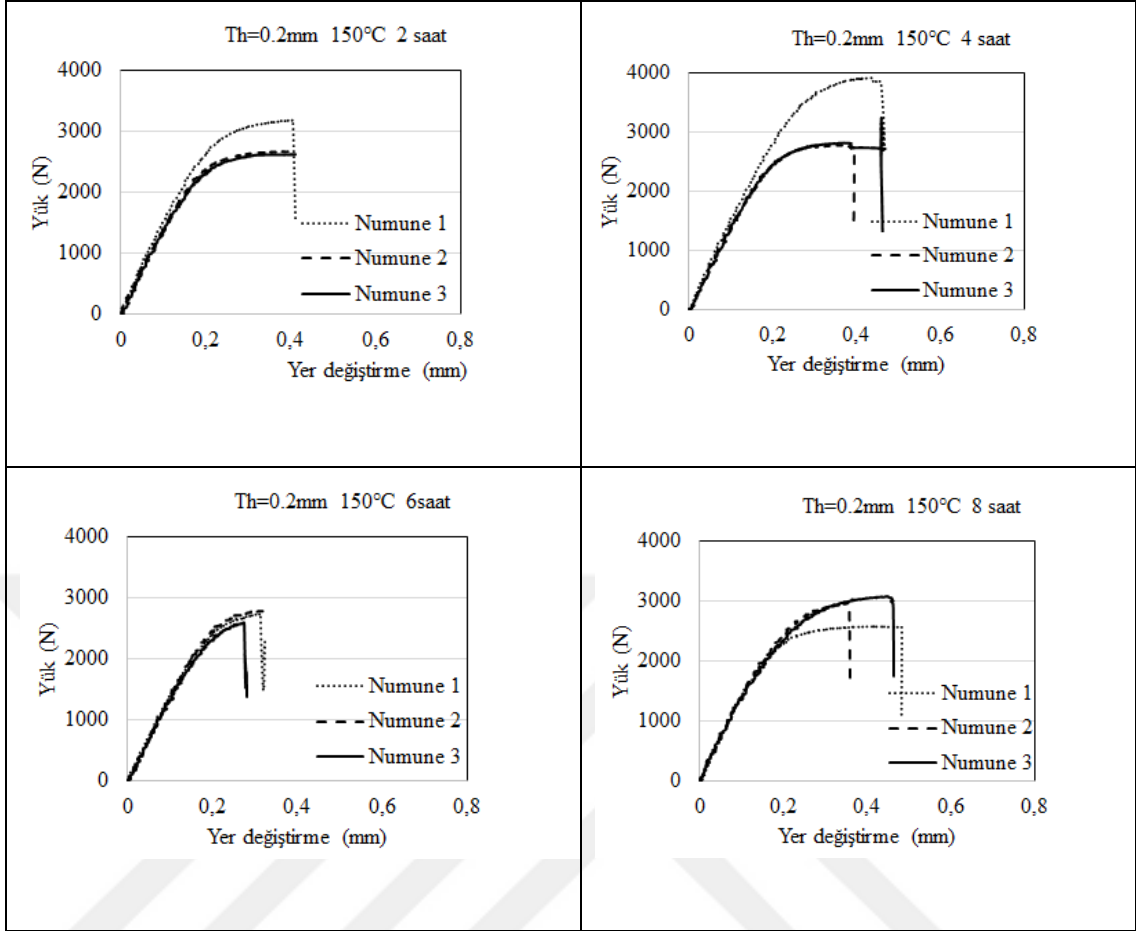 Th=0.2mm 150°C 2 saat
4000
3000
2000
1000
0
Yük (N)
Numune 1
Numune 2
Numune 3
0 0,2 0,4 0,6 0,8
Yer değiştirme (mm)
Th=0.2mm 150°C 4 saat
4000
3000
2000
1000
0
Yük (N)
Numune 1
Numune 2
Numune 3
0 0,2 0,4 0,6 0,8
Yer değiştirme (mm)
Th=0.2mm 150°C 6saat
4000
3000
2000
1000
0
Yük (N)
Numune 1
Numune 2
Numune 3
0 0,2 0,4 0,6 0,8
Yer değiştirme (mm)
Th=0.2mm 150°C 8 saat
4000
3000
2000
1000
0
Yük (N)
Numune 1
Numune 2
Numune 3
0 0,2 0,4 0,6 0,8
Yer değiştirme (mm)